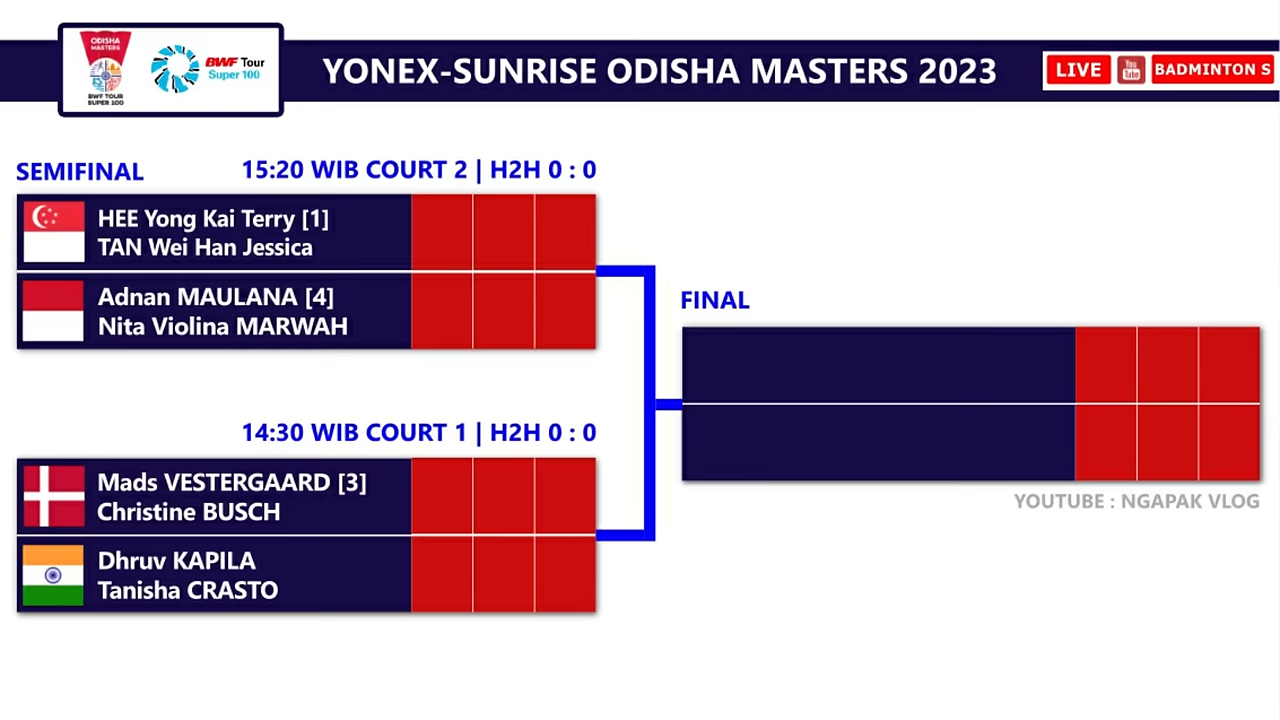 ODISHA
MASTERS
BWF TOUR
SUPER 100
BWF Tour
Super 100
YONEX-SUNRISE ODISHA MASTERS 2023
LIVE
You
Tube
BADMINTON S
SEMIFINAL
15:20 WIB COURT 2 | H2H 0 : 0
HEE Yong Kai Terry [1]
TAN Wei Han Jessica
Adnan MAULANA [4]
Nita Violina MARWAH
14:30 WIB COURT 1 | H2H 0 : 0
Mads VESTERGAARD [3]
Christine BUSCH
Dhruv KAPILA
Tanisha CRASTO
FINAL
YOUTUBE : NGAPAK VLOG